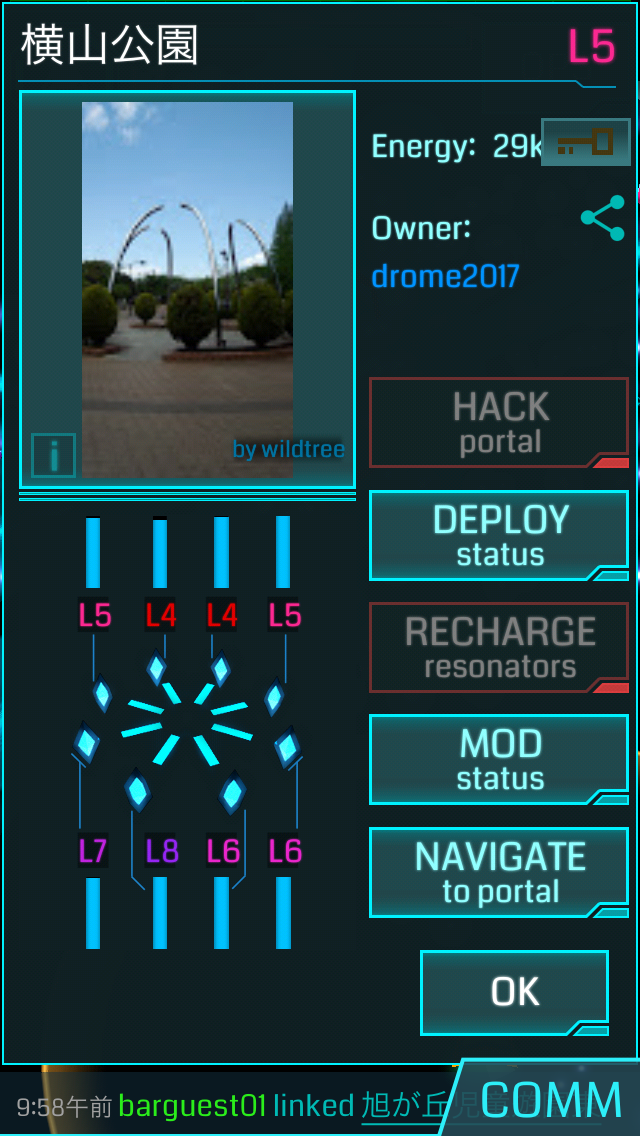 横山公園
L5
Energy: 29k
Owner:
drome2017
by wildtree
i
HACK
portal
DEPLOY
status
RECHARGE
resonators
MOD
status
NAVIGATE
to portal
OK
L5 L4 L4 L5
L7 L8 L6 L6
9:58午前 barguest01 linked 旭が丘児
COMM